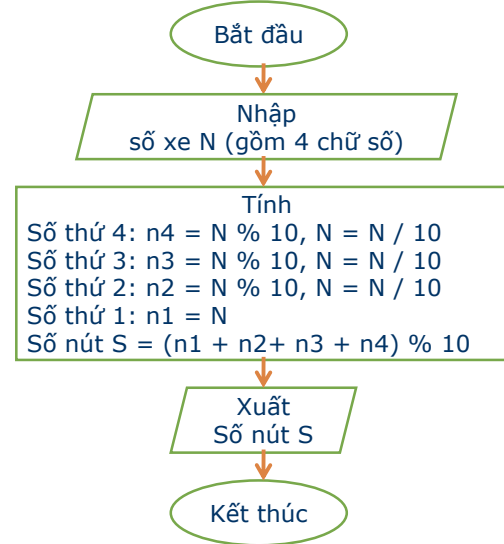 Bắt đầu
Nhập
số xe N (gồm 4 chữ số)
Tính
Số thứ 4: n4 = N % 10, N = N / 10
Số thứ 3: n3 = N % 10, N = N / 10
Số thứ 2: n2 = N % 10, N = N / 10
Số thứ 1: n1 = N
Số nút S = (n1 + n2+ n3 + n4) % 10
Xuất
Số nút S
Kết thúc